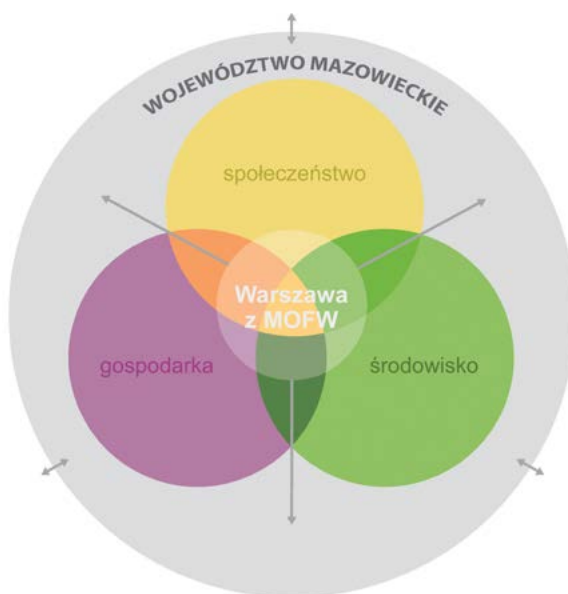 WOJEWÓDZTWO MAZOWIECKIE
społeczeństwo
Warszawa
z MOFW
gospodarka
środowisko